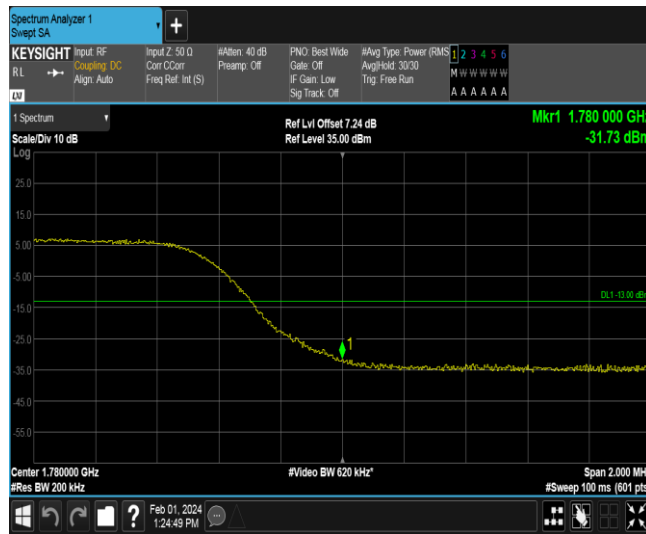 Spectrum Analyzer 1
Swept SA
+
KEYSIGHT
RL
LXI
Input: RF
Coupling: DC
Align: Auto
Input Z: 50 Ω
Corr CCorr
Freq Ref: Int (S)
#Atten: 40 dB
Preamp: Off
PNO: Best Wide
Gate: Off
IF Gain: Low
Sig Track: Off
#Avg Type: Power (RMS
Avg|Hold: 30/30
Trig: Free Run
1 2 3 4 5 6
M W W W W W
A A A A A A
1 Spectrum
Scale/Div 10 dB
Log
Ref Lvl Offset 7.24 dB
Ref Level 35.00 dBm
Mkr1 1.780 000 GHz
-31.73 dBm
25.0
15.0
5.00
-5.00
-15.0
-25.0
-35.0
-45.0
-55.0
DL1 -13.00 dBm
1
Center 1.780000 GHz
#Res BW 200 kHz
#Video BW 620 kHz*
Span 2.000 MH
#Sweep 100 ms (601 pts
?
Feb 01, 2024
1:24:49 PM